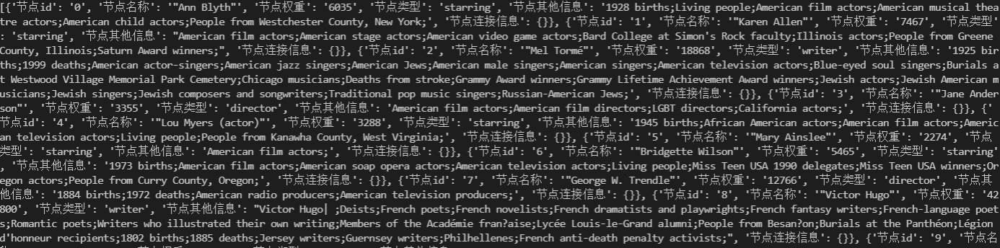 [{'节点id': '0', '节点名称': '"Ann Blyth"', '节点权重': '6035', '节点类型': 'starring', '节点其他信息': '1928 births;Living people;American film actors;American musical thea
tre actors;American child actors;People from Westchester County, New York;', '节点连接信息': {}}, {'节点id': '1', '节点名称': '"Karen Allen"', '节点权重': '7467', '节点类型'
: 'starring', '节点其他信息': "American film actors;American stage actors;American video game actors;Bard College at Simon's Rock faculty;Illinois actors;People from Greene
County, Illinois;Saturn Award winners;", '节点连接信息': {}}, {'节点id': '2', '节点名称': '"Mel Tormé"', '节点权重': '18868', '节点类型': 'writer', '节点其他信息': '1925 bir
ths;1999 deaths;American actor-singers;American jazz singers;American Jews;American male singers;American singers;American television actors;Blue-eyed soul singers;Burials a
t Westwood Village Memorial Park Cemetery;Chicago musicians;Deaths from stroke;Grammy Award winners;Grammy Lifetime Achievement Award winners;Jewish actors;Jewish American m
usicians;Jewish singers;Jewish composers and songwriters;Traditional pop music singers;Russian-American Jews;', '节点连接信息': {}}, {'节点id': '3', '节点名称': '"Jane Ander
son"', '节点权重': '3355', '节点类型': 'director', '节点其他信息': 'American film actors;American film directors;LGBT directors;California actors;', '节点连接信息': {}}, {'
节点id': '4', '节点名称': '"Lou Myers (actor)"', '节点权重': '3288', '节点类型': 'starring', '节点其他信息': '1945 births;African American actors;American film actors;Americ
an television actors;Living people;People from Kanawha County, West Virginia;', '节点连接信息': {}}, {'节点id': '5', '节点名称': '"Mary Ainslee"', '节点权重': '2274', '节点
类型': 'starring', '节点其他信息': 'American film actors;', '节点连接信息': {}}, {'节点id': '6', '节点名称': '"Bridgette Wilson"', '节点权重': '5465', '节点类型': 'starring'
, '节点其他信息': '1973 births;American film actors;American soap opera actors;American television actors;Living people;Miss Teen USA 1990 delegates;Miss Teen USA winners;Or
egon actors;People from Curry County, Oregon;', '节点连接信息': {}}, {'节点id': '7', '节点名称': '"George W. Trendle"', '节点权重': '12766', '节点类型': 'director', '节点其
他信息': '1884 births;1972 deaths;American radio producers;American television producers;', '节点连接信息': {}}, {'节点id': '8', '节点名称': '"Victor Hugo"', '节点权重': '42
800', '节点类型': 'writer', '节点其他信息': "Victor Hugo| ;Deists;French poets;French novelists;French dramatists and playwrights;French fantasy writers;French-language poet
s;Romantic poets;Writers who illustrated their own writing;Members of the Académie fran?aise;Lycée Louis-le-Grand alumni;People from Besan?on;Burials at the Panthéon;Légion
d'honneur recipients;1802 births;1885 deaths;Jersey writers;Guernsey writers;Philhellenes;French anti-death penalty activists;", '节点连接信息': {}}, {'节点id': '9', '节点名